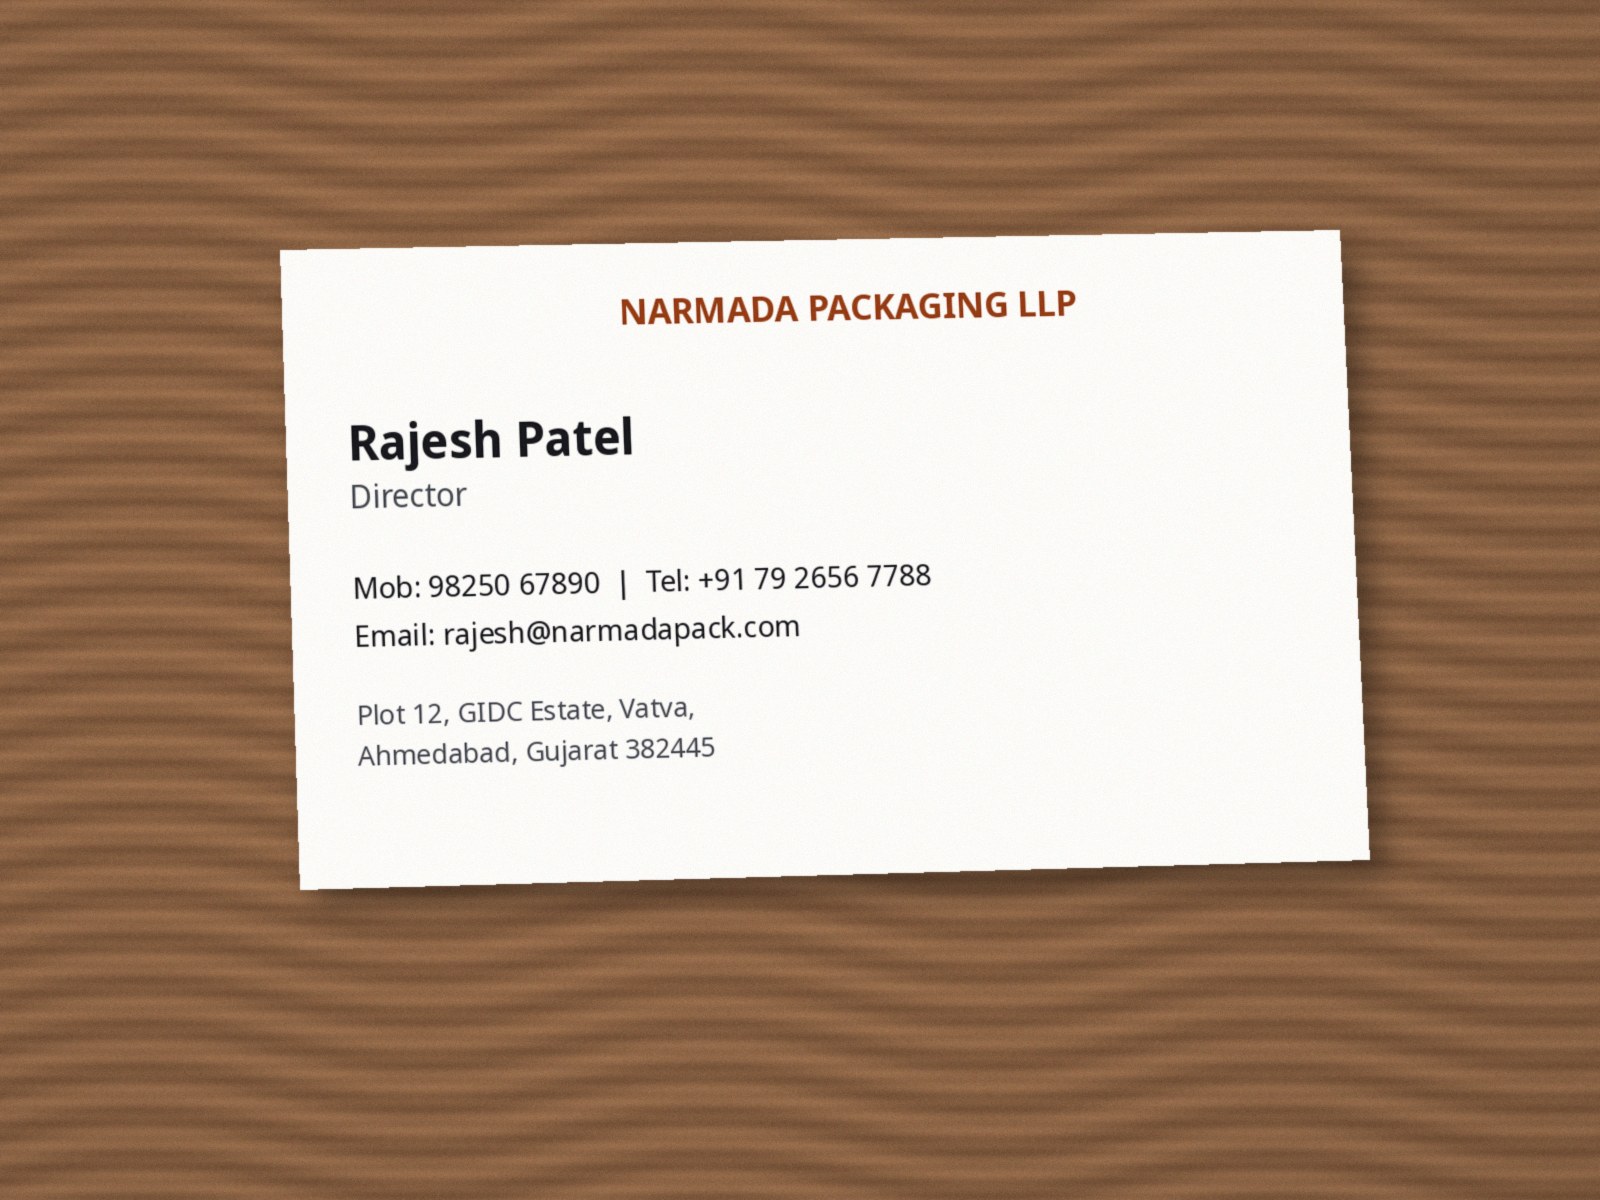 NARMADA PACKAGING LLP
Rajesh Patel
Director
Mob: 98250 67890 | Tel: +91 79 2656 7788
Email: rajesh@narmadapack.com
Plot 12, GIDC Estate, Vatva,
Ahmedabad, Gujarat 382445